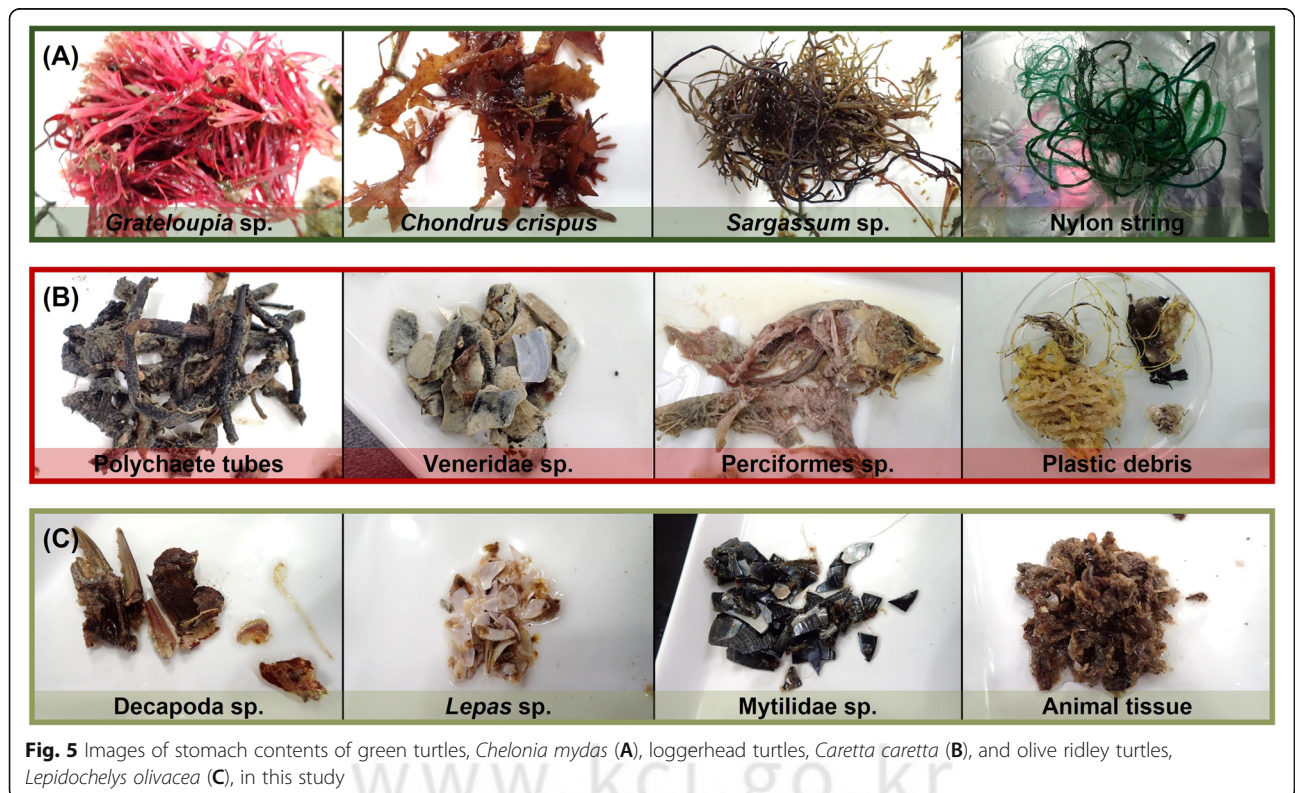 (A)
Grateloupia sp.
Chondrus crispus
Sargassum sp.
Nylon string
(B)
Polychaete tubes
Veneridae sp.
Perciformes sp.
Plastic debris
(C)
Decapoda sp.
Lepas sp.
Mytilidae sp.
Animal tissue
Fig. 5 Images of stomach contents of green turtles, Chelonia mydas (A), loggerhead turtles, Caretta caretta (B), and olive ridley turtles,
Lepidochelys olivacea (C), in this study
www.kci.go.kr